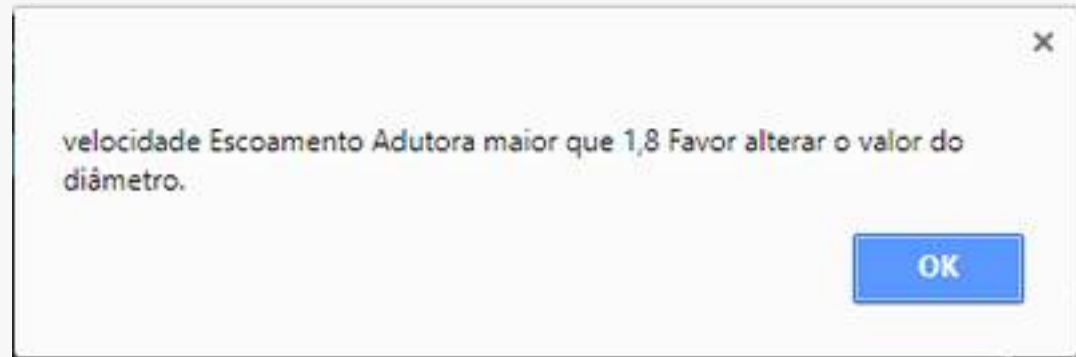 velocidade Escoamento Adutora maior que 1,8 Favor alterar o valor do
diâmetro.
OK